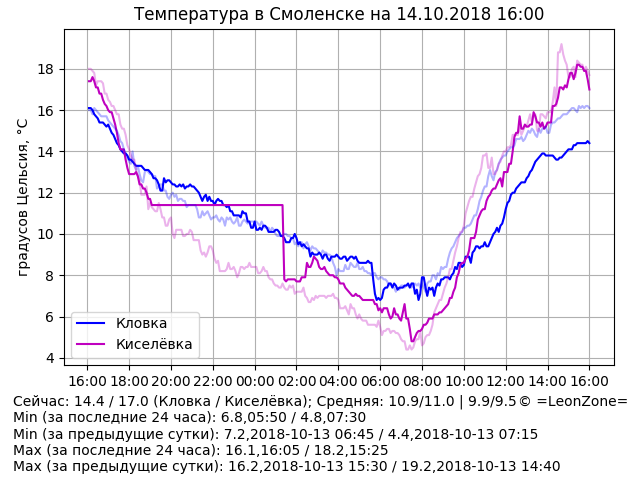 Температура в Смоленске на 14.10.2018 16:00
градусов Цельсия, °C
18
16
14
12
10
8
6
4
Кловка
Киселёвка
16:00 18:00 20:00 22:00 00:00 02:00 04:00 06:00 08:00 10:00 12:00 14:00 16:00
Сейчас: 14.4 / 17.0 (Кловка / Киселёвка); Средняя: 10.9/11.0 | 9.9/9.5© =LeonZone=
Min (за последние 24 часа): 6.8,05:50 / 4.8,07:30
Min (за предыдущие сутки): 7.2,2018-10-13 06:45 / 4.4,2018-10-13 07:15
Max (за последние 24 часа): 16.1,16:05 / 18.2,15:25
Max (за предыдущие сутки): 16.2,2018-10-13 15:30 / 19.2,2018-10-13 14:40